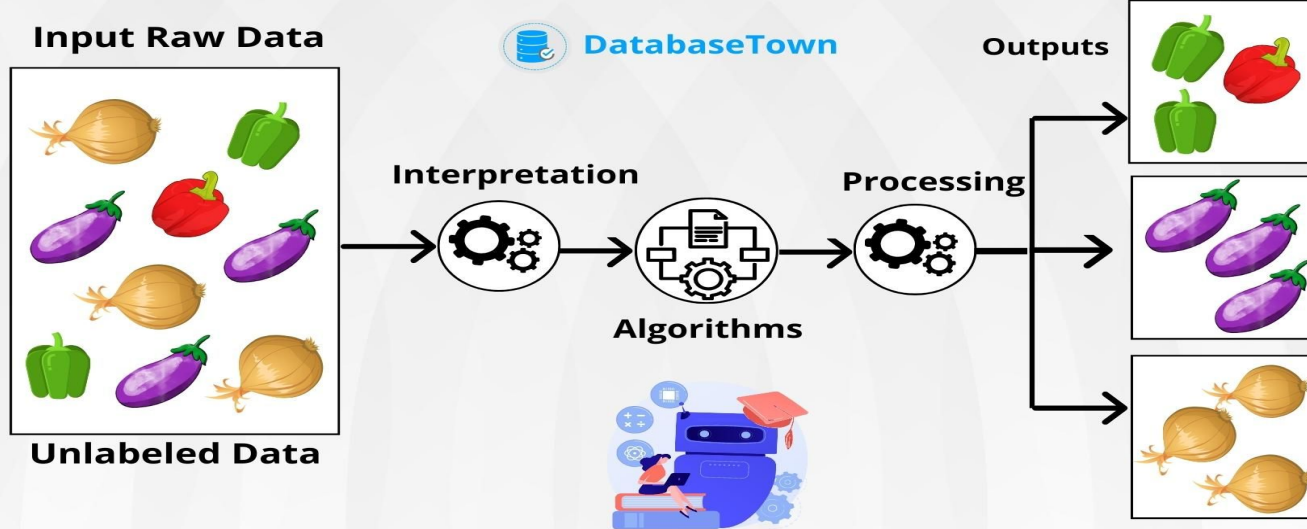 Input Raw Data
DatabaseTown
Outputs
Interpretation
Processing
Algorithms
Unlabeled Data